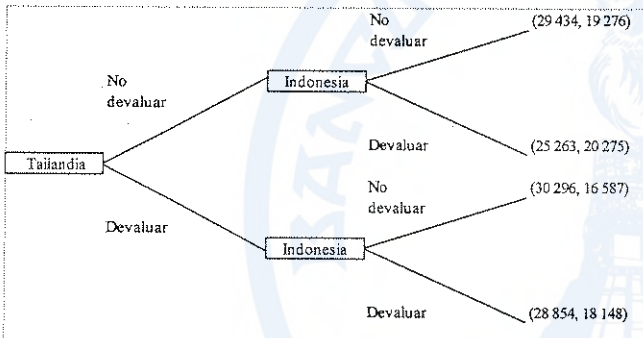 No
devaluar
(29 434, 19 276)
No
devaluar
Indonesia
Devaluar
(25 263, 20 275)
Tailandia
No
devaluar
(30 296, 16 587)
Devaluar
Indonesia
Devaluar
(28 854, 18 148)